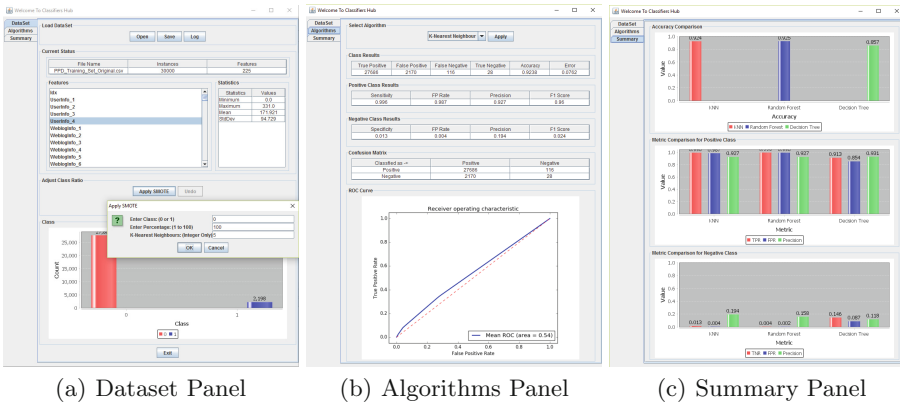 Welcome To Classifiers Hub
DataSet
Algorithms
Summary
Load DataSet
Open Save Log
Current Status
File Name Instances Features
PPD_Training_Set_Original.csv 30000 225
Features
Idx
UserInfo_1
UserInfo_2
UserInfo_3
UserInfo_4
WeblogInfo_1
WeblogInfo_2
WeblogInfo_3
WeblogInfo_4
WeblogInfo_5
WeblogInfo_6
Statistics
Statistics Values
Minimum 0.0
Maximum 331.0
Mean 171.921
StdDev 94.729
Adjust Class Ratio
Apply SMOTE Undo
Apply SMOTE
?
Enter Class: (0 or 1) 0
Enter Percentage: (1 to 100) 100
K-Nearest Neighbours: (Integer Only) 5
OK Cancel
Class
25,000
20,000
15,000
10,000
5,000
0
Count
2,198
0 1
Class
0 1
Exit
(a) Dataset Panel
Welcome To Classifiers Hub
DataSet
Algorithms
Summary
Select Algorithm
K-Nearest Neighbour Apply
Class Results
True Positive False Positive False Negative True Negative Accuracy Error
27688 2170 116 28 0.9238 0.0762
Positive Class Results
Sensitivity FP Rate Precision F1 Score
0.996 0.987 0.927 0.96
Negative Class Results
Specificity FP Rate Precision F1 Score
0.013 0.004 0.194 0.024
Confusion Matrix
Classified as -> Positive Negative
Positive 27688 116
Negative 2170 28
ROC Curve
Receiver operating characteristic
True Positive Rate
1.0
0.8
0.6
0.4
0.2
0.0
0.0 0.2 0.4 0.6 0.8 1.0
False Positive Rate
Mean ROC (area = 0.54)
(b) Algorithms Panel
Welcome To Classifiers Hub
DataSet
Algorithms
Summary
Accuracy Comparison
1.0
0.8
0.6
0.4
0.2
0.0
Value
0.924 0.925 0.857
k-NN Random Forest Decision Tree
Accuracy
k-NN Random Forest Decision Tree
Metric Comparison for Positive Class
1.0
0.8
0.6
0.4
0.2
0.0
Value
0.927 0.927 0.913 0.854 0.931
k-NN Random Forest Decision Tree
Metric
TPR FPR Precision
Metric Comparison for Negative Class
1.0
0.8
0.6
0.4
0.2
0.0
Value
0.013 0.004 0.194 0.004 0.002 0.158 0.146 0.087 0.118
k-NN Random Forest Decision Tree
Metric
TNR FPR Precision
(c) Summary Panel